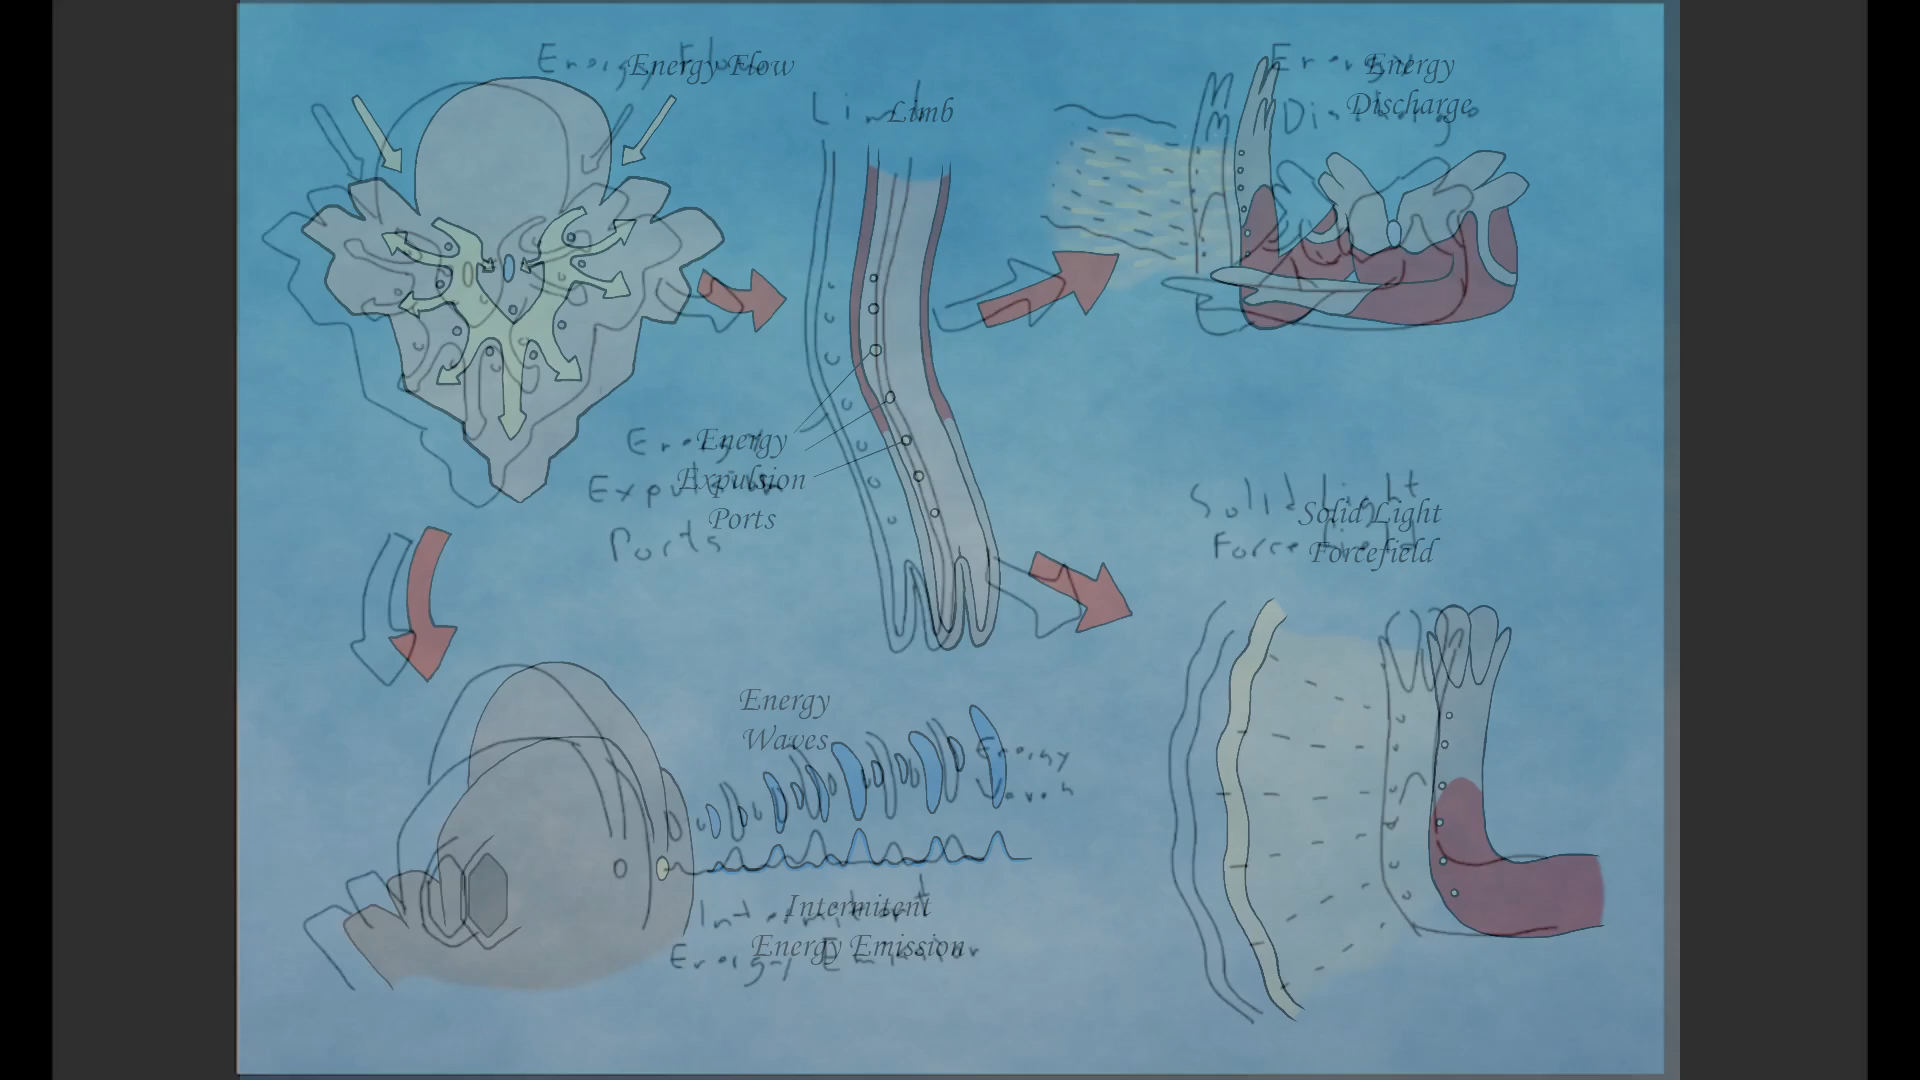 Energy Flow
Limb
Energy
Discharge
Energy
Expulsion
Ports
Solid Light
Forcefield
Energy
Waves
Intermitent
Energy Emission